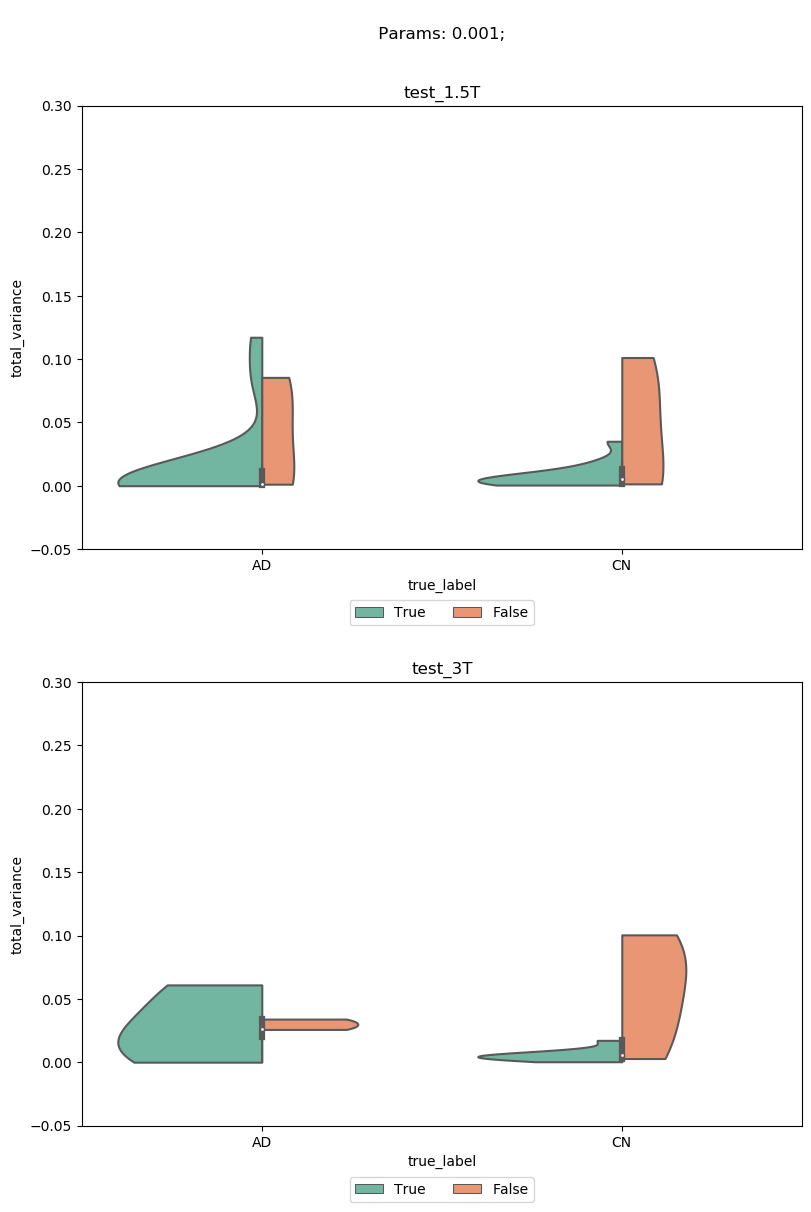 Params: 0.001;
test_1.5T
0.30
0.25
0.20
0.15
0.10
0.05
0.00
−0.05
total_variance
AD CN
true_label
True False
test_3T
0.30
0.25
0.20
0.15
0.10
0.05
0.00
−0.05
total_variance
AD CN
true_label
True False